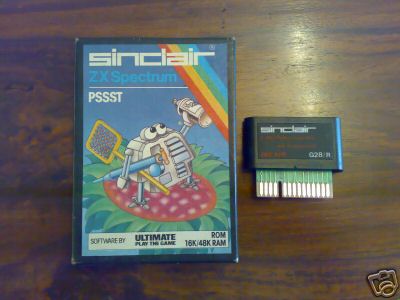 sinclair
ZX Spectrum
PSSST
SOFTWARE BY
ULTIMATE
PLAY THE GAME
ROM
16K/48K RAM
sinclair
G28/R